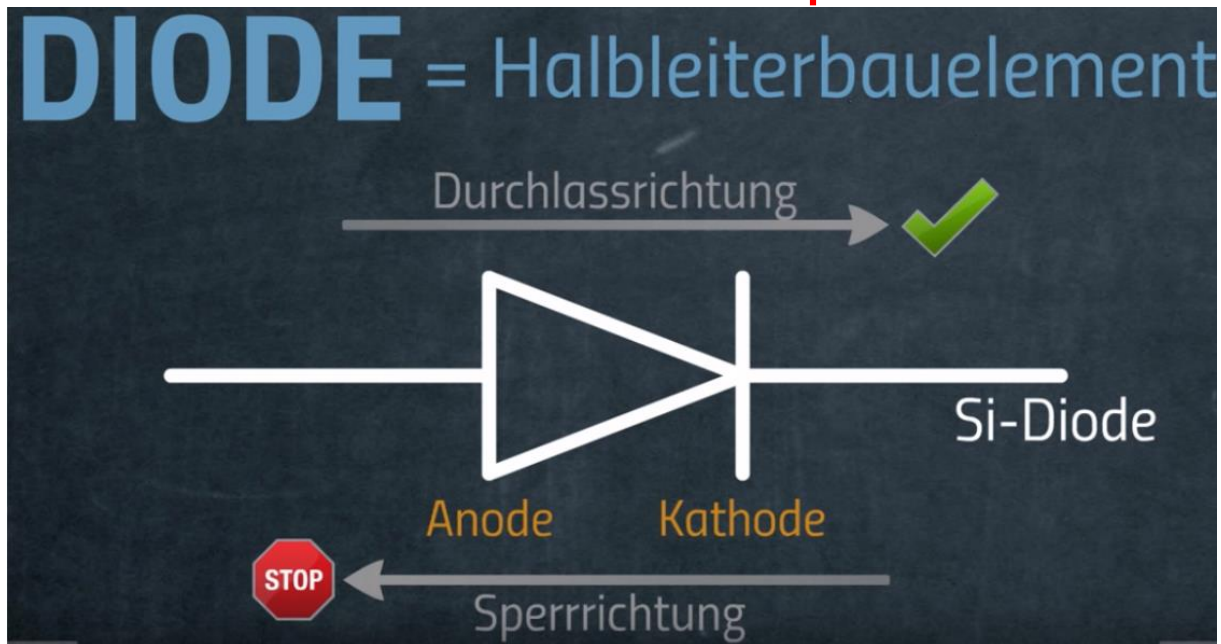 DIODE = Halbleiterbauelement
Durchlassrichtung
Si-Diode
Anode Kathode
STOP
Sperrrichtung